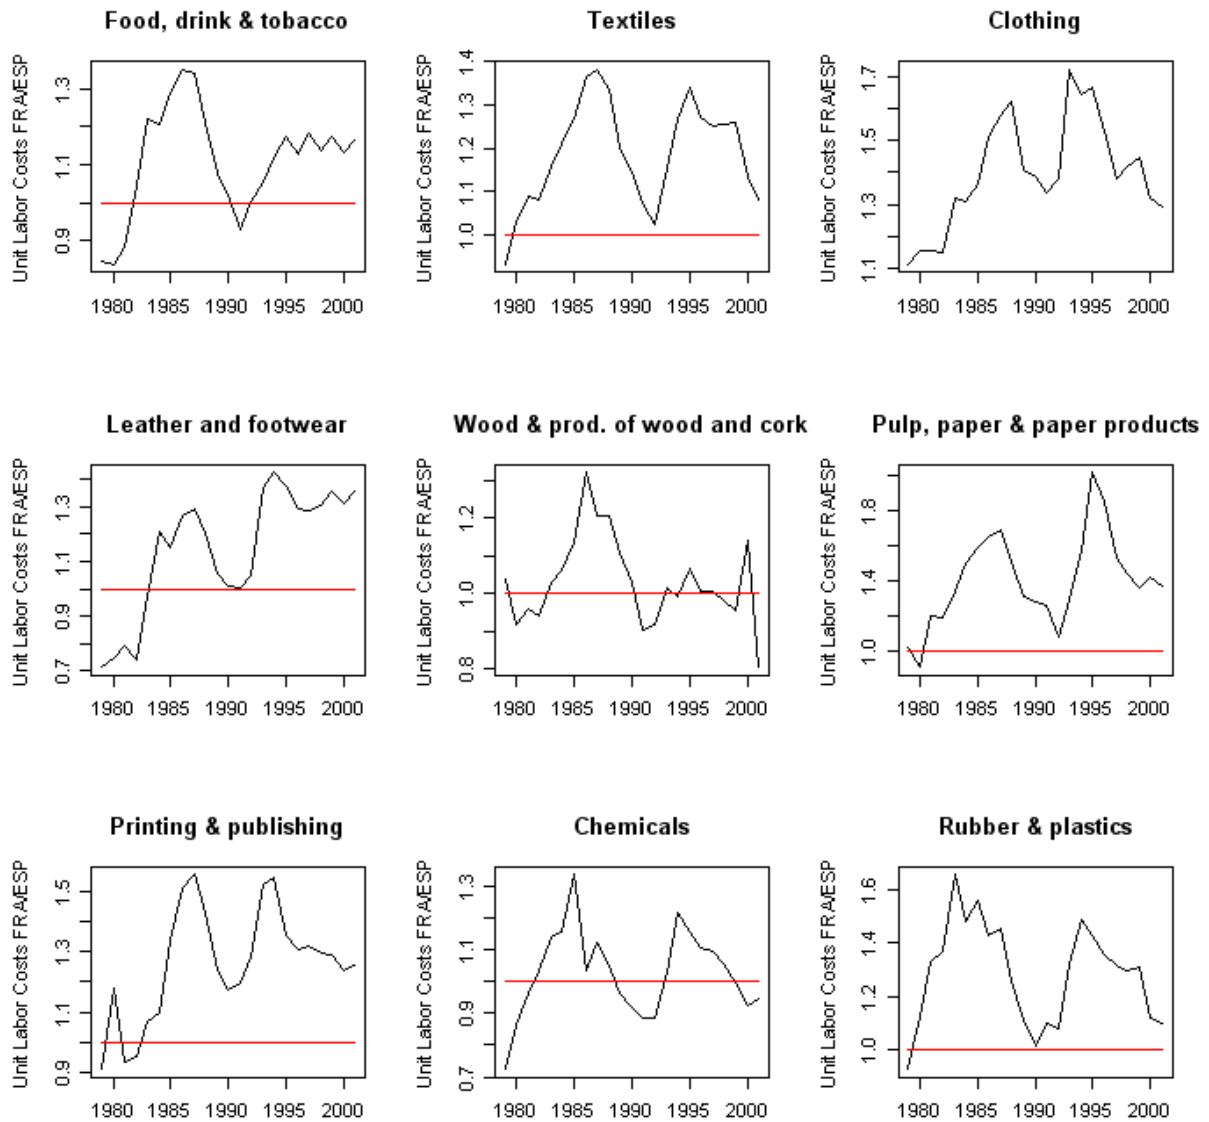 Food, drink & tobacco
Unit Labor Costs FRA/ESP
0.9 1.1 1.3
1980 1985 1990 1995 2000
Textiles
Unit Labor Costs FRA/ESP
1.0 1.1 1.2 1.3 1.4
1980 1985 1990 1995 2000
Clothing
Unit Labor Costs FRA/ESP
1.1 1.3 1.5 1.7
1980 1985 1990 1995 2000
Leather and footwear
Unit Labor Costs FRA/ESP
0.7 0.9 1.1 1.3
1980 1985 1990 1995 2000
Wood & prod. of wood and cork
Unit Labor Costs FRA/ESP
0.8 1.0 1.2
1980 1985 1990 1995 2000
Pulp, paper & paper products
Unit Labor Costs FRA/ESP
1.0 1.4 1.8
1980 1985 1990 1995 2000
Printing & publishing
Unit Labor Costs FRA/ESP
0.9 1.1 1.3 1.5
1980 1985 1990 1995 2000
Chemicals
Unit Labor Costs FRA/ESP
0.7 0.9 1.1 1.3
1980 1985 1990 1995 2000
Rubber & plastics
Unit Labor Costs FRA/ESP
1.0 1.2 1.4 1.6
1980 1985 1990 1995 2000